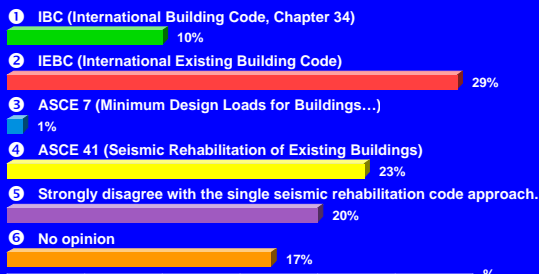 ❶ IBC (International Building Code, Chapter 34)
10%
❷ IEBC (International Existing Building Code)
29%
❸ ASCE 7 (Minimum Design Loads for Buildings…)
1%
❹ ASCE 41 (Seismic Rehabilitation of Existing Buildings)
23%
❺ Strongly disagree with the single seismic rehabilitation code approach.
20%
❻ No opinion
17%
%